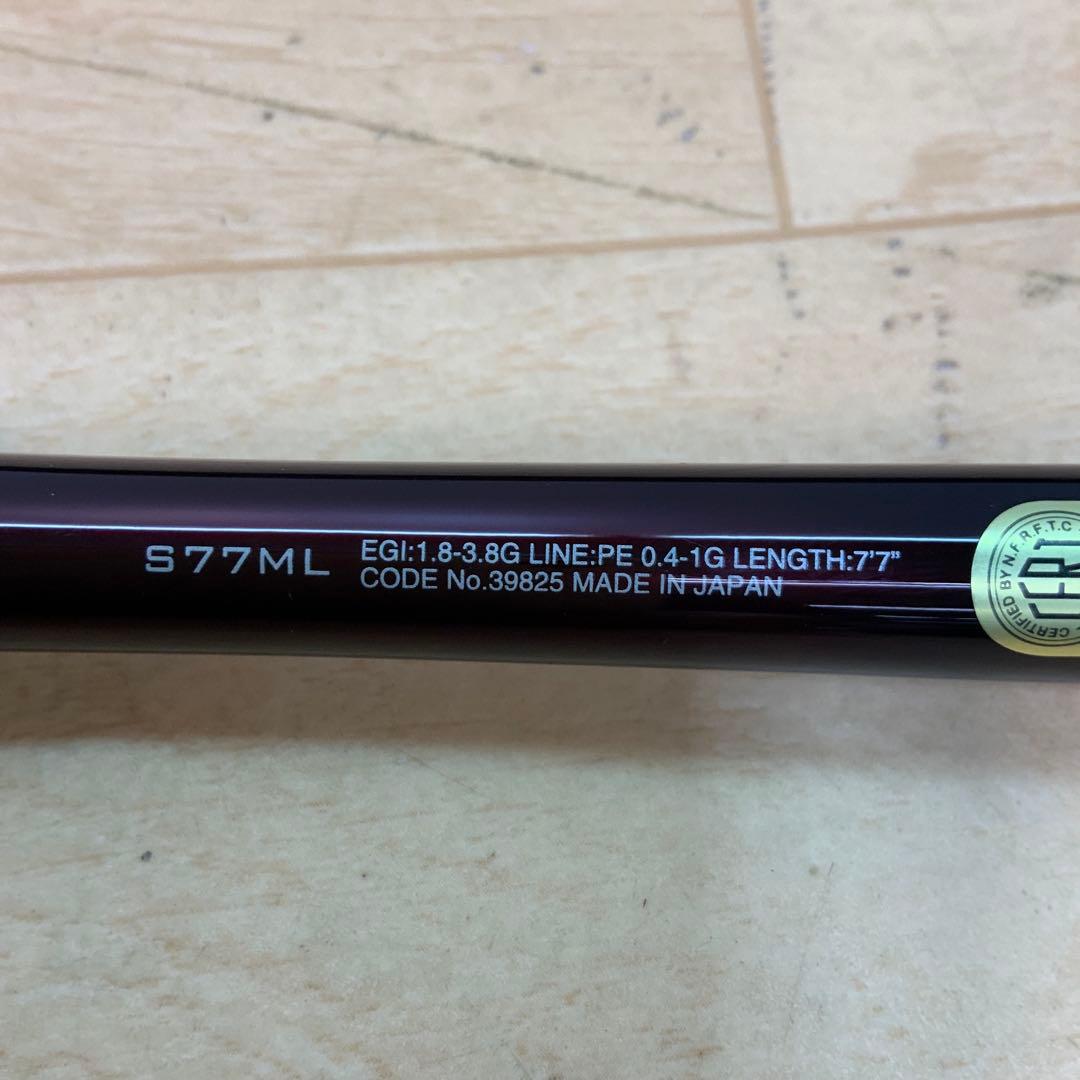 S77ML
EGI:1.8-3.8G LINE:PE 0.4-1G LENGTH:7'7"
CODE No.39825 MADE IN JAPAN
CERTIFIED BY N.F.R.F.T.C